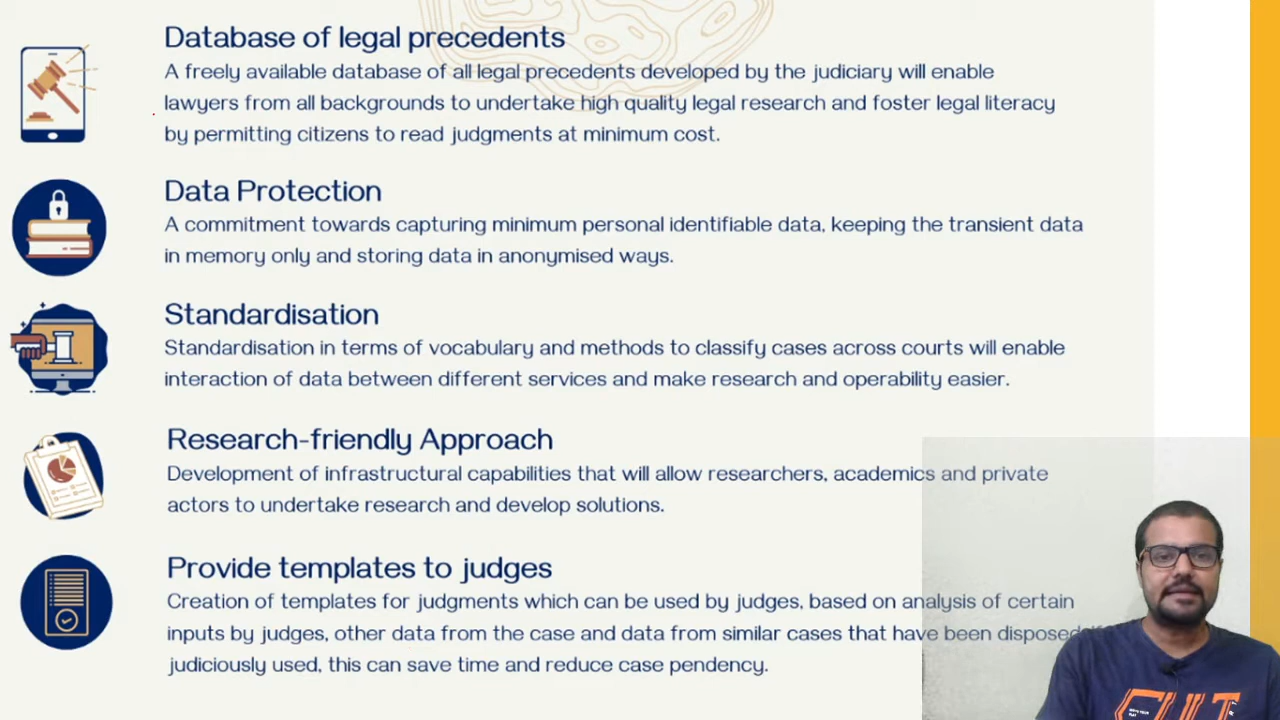 Database of legal precedents
A freely available database of all legal precedents developed by the judiciary will enable
lawyers from all backgrounds to undertake high quality legal research and foster legal literacy
by permitting citizens to read judgments at minimum cost.
Data Protection
A commitment towards capturing minimum personal identifiable data, keeping the transient data
in memory only and storing data in anonymised ways.
Standardisation
Standardisation in terms of vocabulary and methods to classify cases across courts will enable
interaction of data between different services and make research and operability easier.
Research-friendly Approach
Development of infrastructural capabilities that will allow researchers, academics and private
actors to undertake research and develop solutions.
Provide templates to judges
Creation of templates for judgments which can be used by judges, based on analysis of certain
inputs by judges, other data from the case and data from similar cases that have been disposed
judiciously used, this can save time and reduce case pendency.